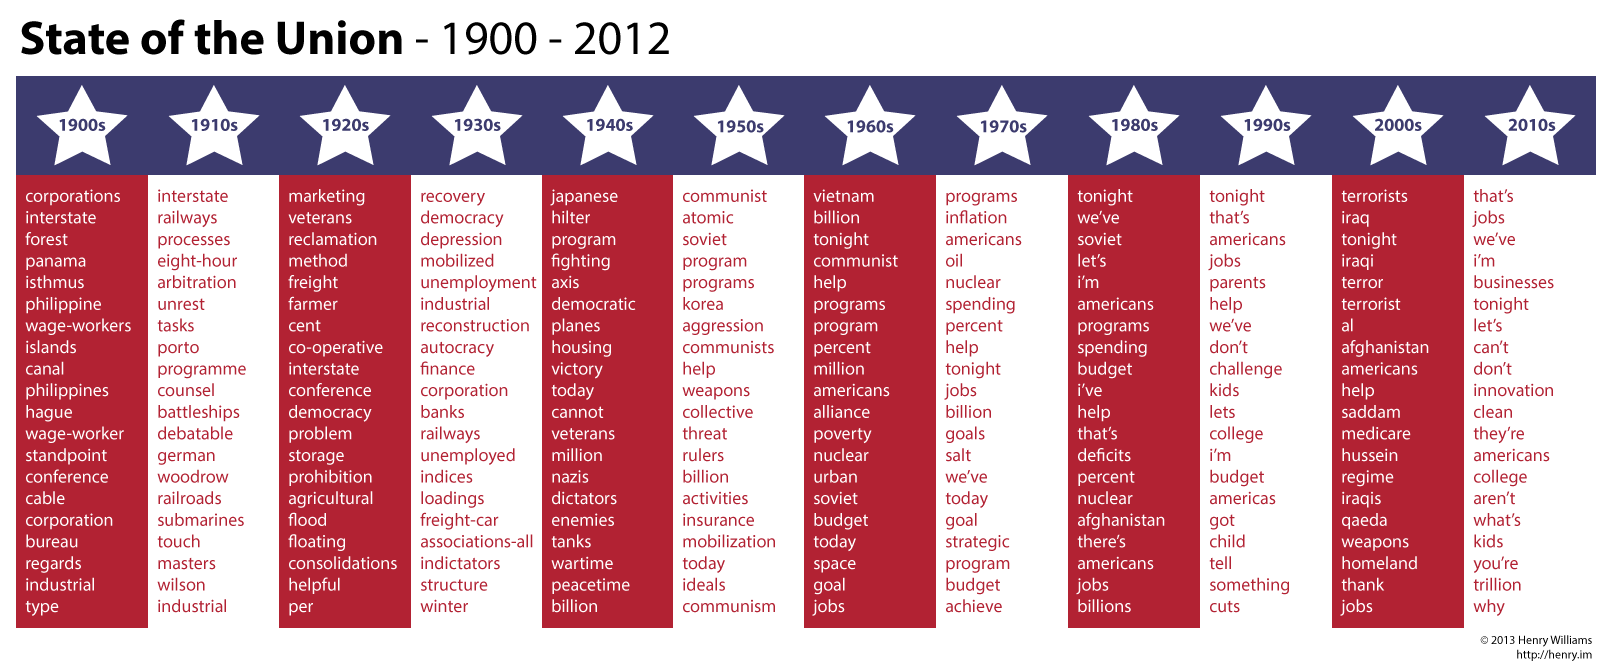 State of the Union - 1900 - 2012
1900s 1910s 1920s 1930s 1940s 1950s 1960s 1970s 1980s 1990s 2000s 2010s
corporations interstate marketing recovery japanese communist vietnam programs tonight tonight terrorists that's
interstate railways veterans democracy hilter atomic billion inflation we've that's iraq jobs
forest processes reclamation depression program soviet tonight americans soviet americans tonight we've
panama eight-hour method mobilized fighting program communist oil let's jobs iraqi i'm
isthmus arbitration freight unemployment axis programs help nuclear i'm parents terror businesses
philippine unrest farmer industrial democratic korea programs spending americans help terrorist tonight
wage-workers tasks cent reconstruction planes aggression program percent programs we've al let's
islands porto co-operative autocracy housing communists percent help spending don't afghanistan can't
canal programme interstate finance victory help million tonight budget challenge americans don't
philippines counsel conference corporation today weapons americans jobs i've kids help innovation
hague battleships democracy banks cannot collective alliance billion help lets saddam clean
wage-worker debatable problem railways veterans threat poverty goals that's college medicare they're
standpoint german storage unemployed million rulers nuclear salt deficits i'm hussein americans
conference woodrow prohibition indices nazis billion urban we've percent budget regime college
cable railroads agricultural loadings dictators activities soviet today nuclear americas iraqis aren't
corporation submarines flood freight-car enemies insurance budget goal afghanistan got qaeda what's
bureau touch floating associations-all tanks mobilization today strategic there's child weapons kids
regards masters consolidations indictators wartime today space program americans tell homeland you're
industrial wilson helpful structure peacetime ideals goal budget jobs something thank trillion
type industrial per winter billion communism jobs achieve billions cuts jobs why
© 2013 Henry Williams
http://henry.im